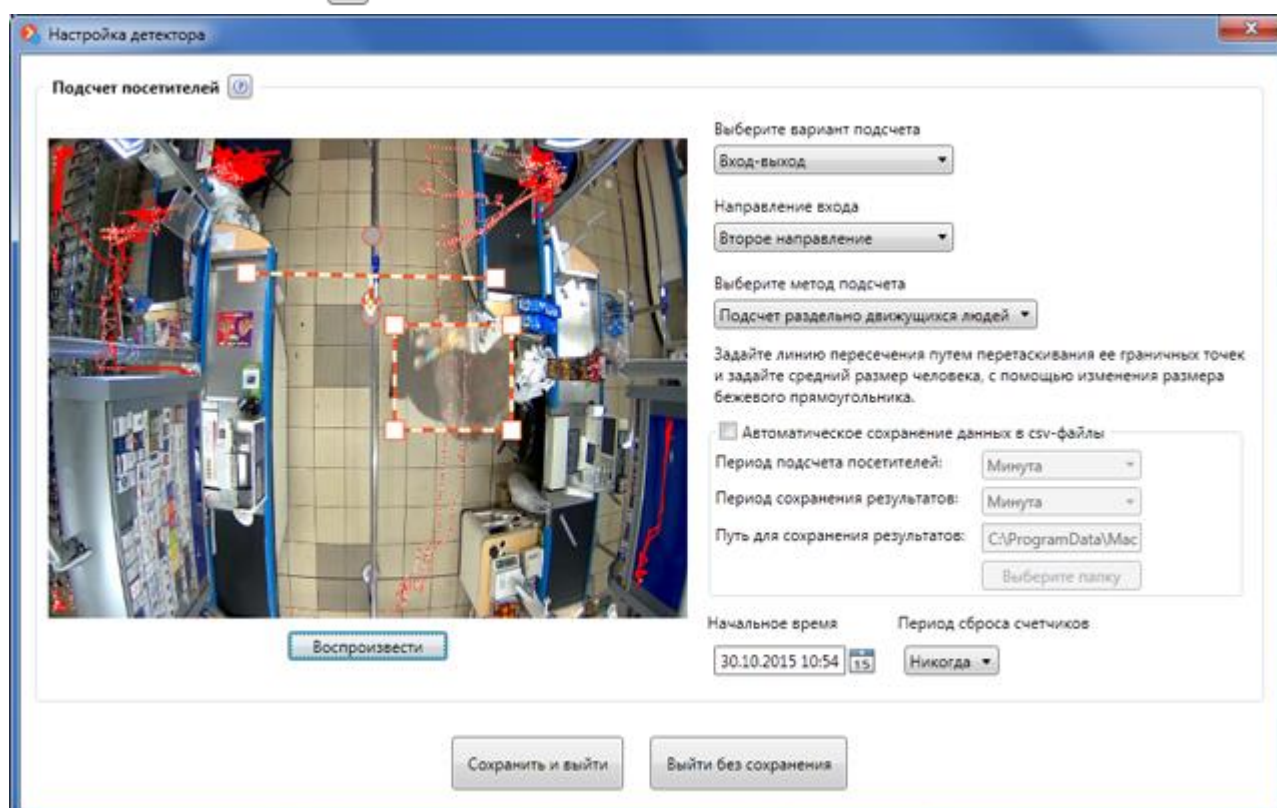 Настройка детектора
Подсчет посетителей
Выберите вариант подсчета
Вход-выход
Направление входа
Второе направление
Выберите метод подсчета
Подсчет раздельно движущихся людей
Задайте линию пересечения путем перетаскивания ее граничных точек
и задайте средний размер человека, с помощью изменения размера
бежевого прямоугольника.
Автоматическое сохранение данных в csv-файлы
Период подсчета посетителей:
Минута
Период сохранения результатов:
Минута
Путь для сохранения результатов:
C:\ProgramData\Mac
Выберите папку
Начальное время
Период сброса счетчиков
30.10.2015 10:54
15
Никогда
Воспроизвести
Сохранить и выйти
Выйти без сохранения